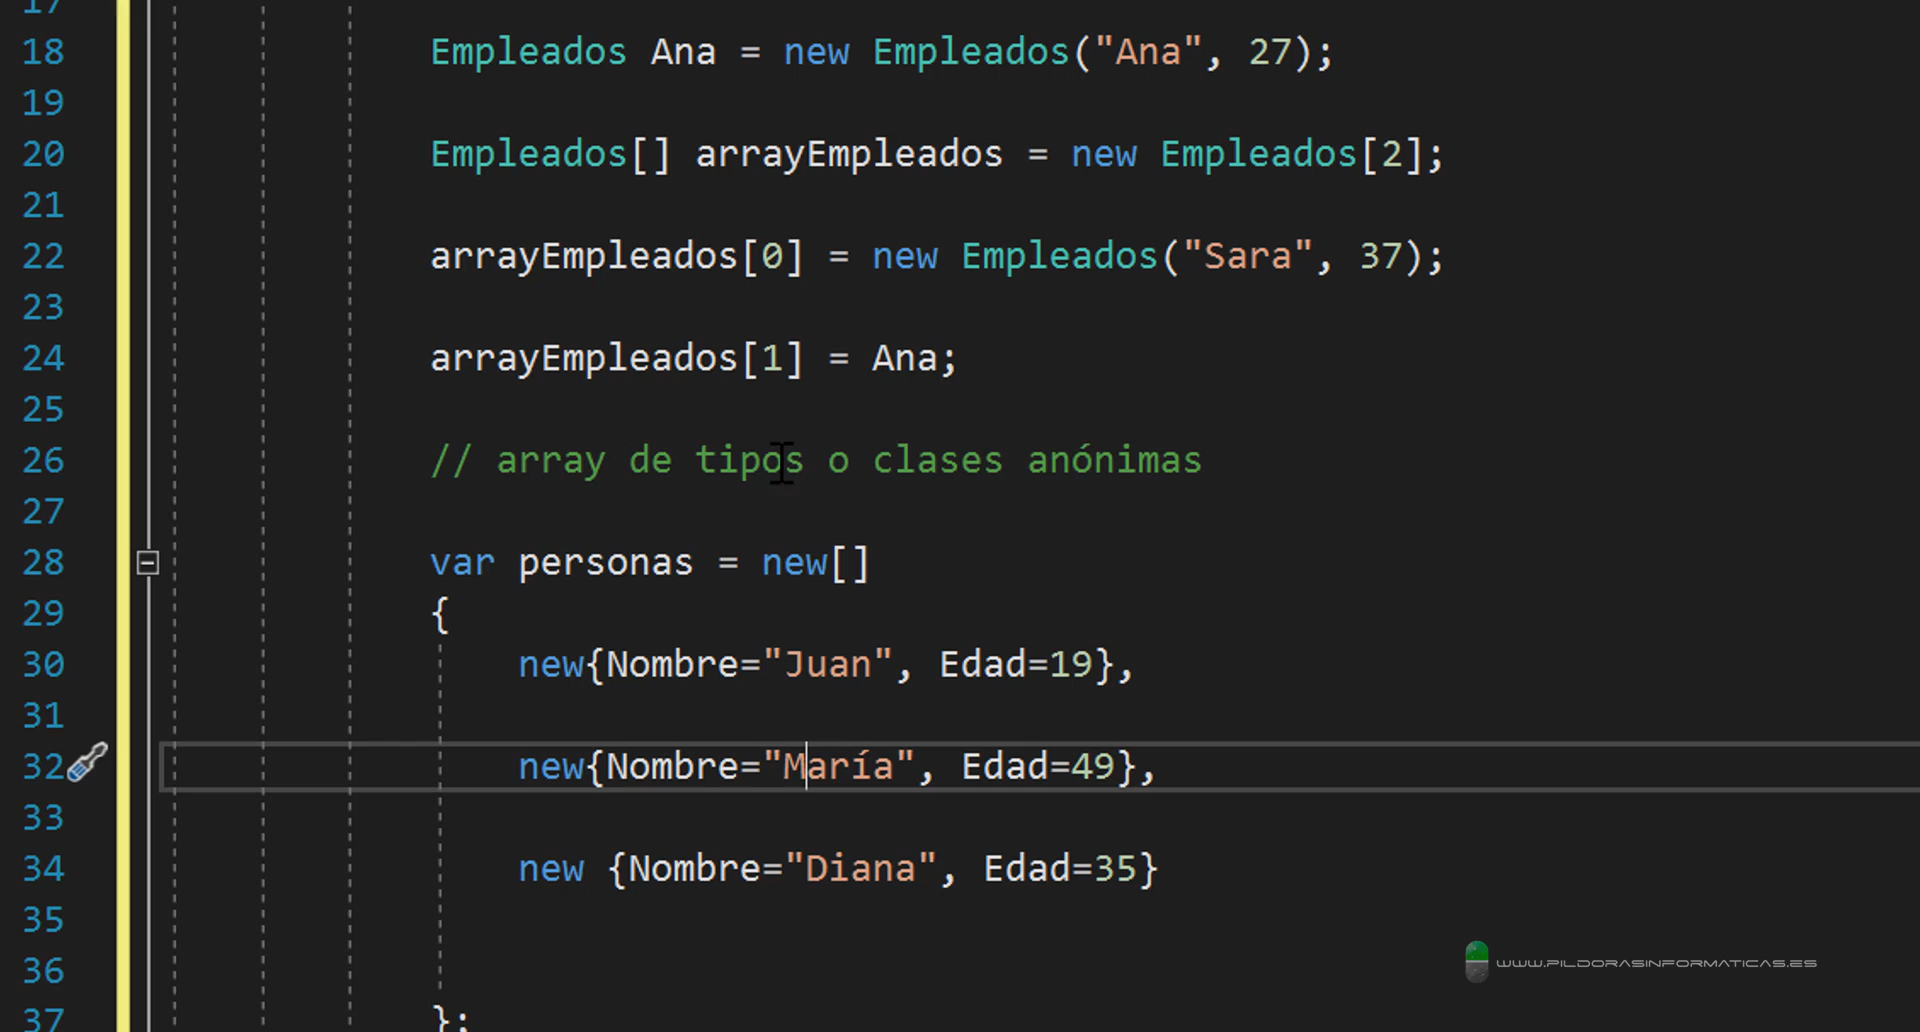 17
18 Empleados Ana = new Empleados("Ana", 27);
19
20 Empleados[] arrayEmpleados = new Empleados[2];
21
22 arrayEmpleados[0] = new Empleados("Sara", 37);
23
24 arrayEmpleados[1] = Ana;
25
26 // array de tipos o clases anónimas
27
28 var personas = new[]
29 {
30 new{Nombre="Juan", Edad=19},
31
32 new{Nombre="María", Edad=49},
33
34 new {Nombre="Diana", Edad=35}
35
36
WWW.PILDORASINFORMATICAS.ES
37 };